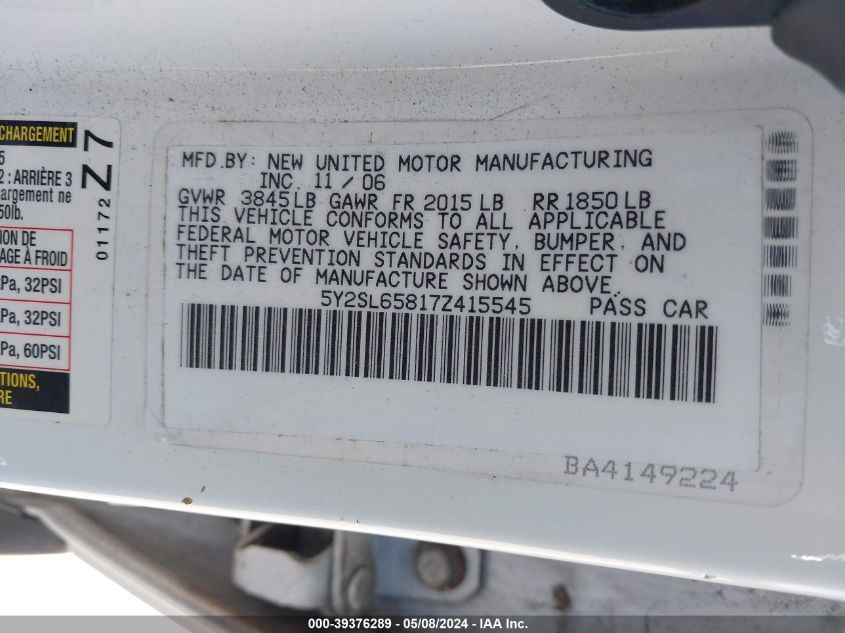 CHARGEMENT
5
2 : ARRIÈRE 3
chargement ne
50lb.
ION DE
AGE À FROID
Pa, 32PSI
Pa, 32PSI
Pa, 60PSI
TIONS,
RE
01172 Z7
MFD.BY: NEW UNITED MOTOR MANUFACTURING
INC. 11 / 06
GVWR 3845LB GAWR FR 2015 LB RR 1850 LB
THIS VEHICLE CONFORMS TO ALL APPLICABLE
FEDERAL MOTOR VEHICLE SAFETY, BUMPER, AND
THEFT PREVENTION STANDARDS IN EFFECT ON
THE DATE OF MANUFACTURE SHOWN ABOVE.
5Y2SL65817Z415545 PASS CAR
BA4149224
000-39376289 - 05/08/2024 - IAA Inc.